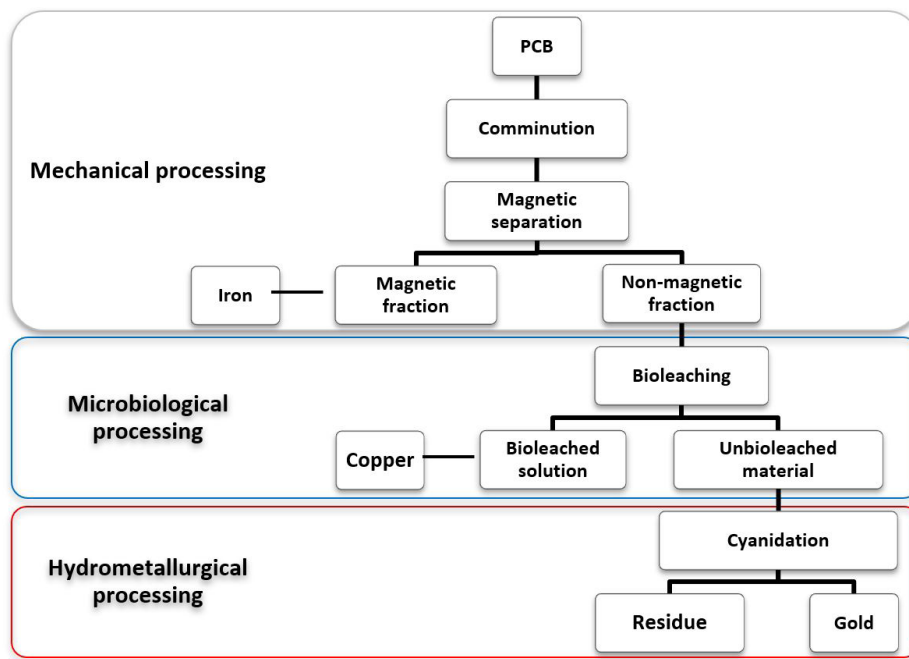 PCB
Comminution
Mechanical processing
Magnetic
separation
Iron
Magnetic
fraction
Non-magnetic
fraction
Microbiological
processing
Bioleaching
Copper
Bioleached
solution
Unbioleached
material
Hydrometallurgical
processing
Cyanidation
Residue
Gold